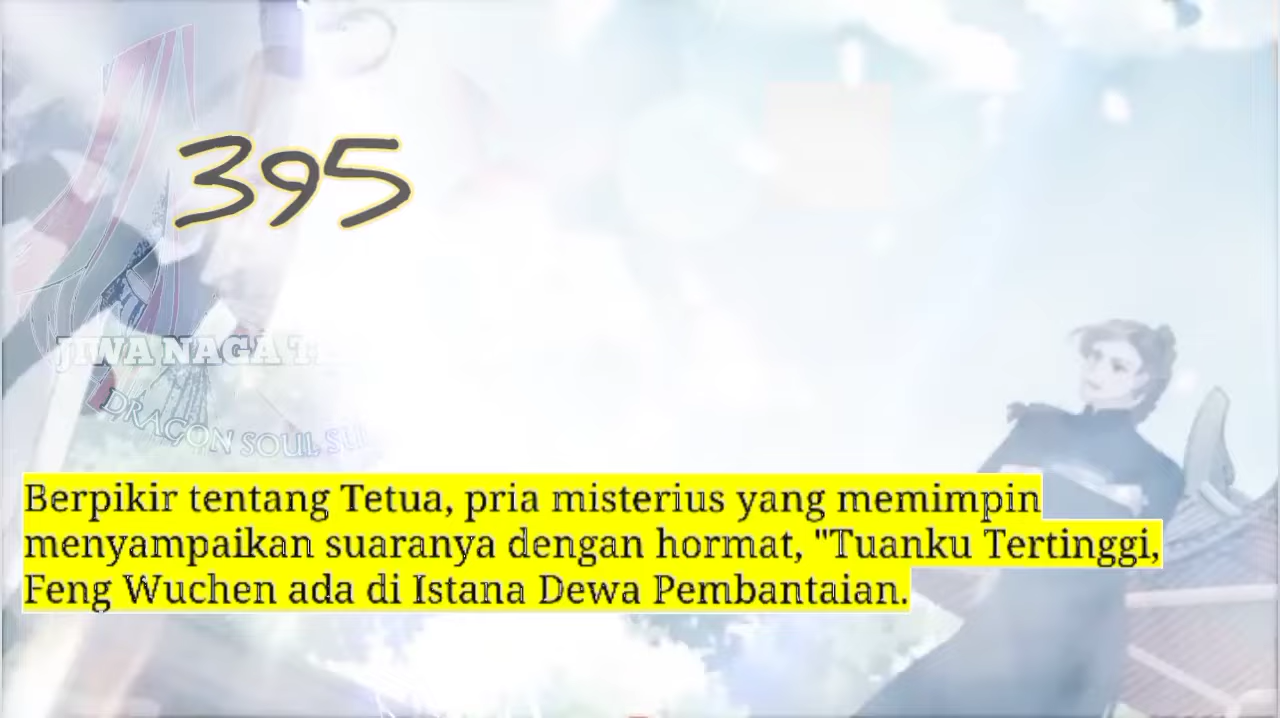 395
JIWA NAGA
DRAGON SOUL
Berpikir tentang Tetua, pria misterius yang memimpin
menyampaikan suaranya dengan hormat, "Tuanku Tertinggi,
Feng Wuchen ada di Istana Dewa Pembantaian.